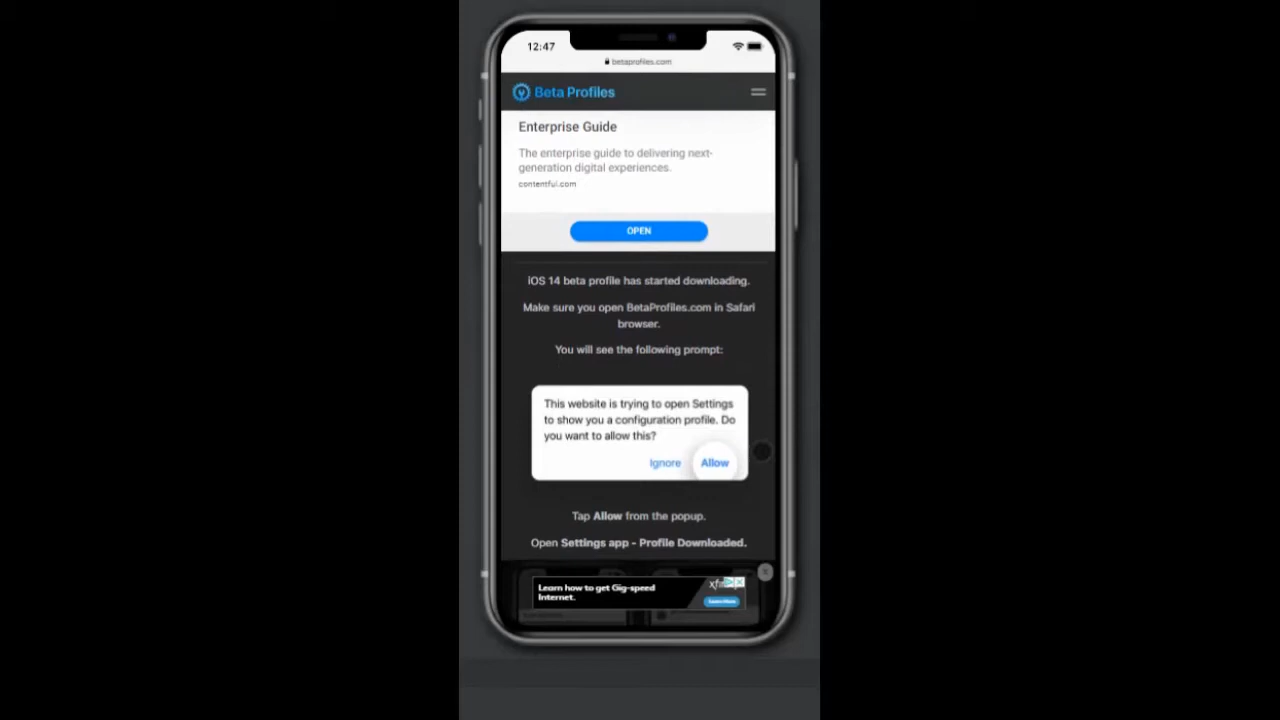 12:47
betaprofiles.com
Beta Profiles
Enterprise Guide
The enterprise guide to delivering next-
generation digital experiences.
contentful.com
OPEN
iOS 14 beta profile has started downloading.
Make sure you open BetaProfiles.com in Safari
browser.
You will see the following prompt:
This website is trying to open Settings
to show you a configuration profile. Do
you want to allow this?
Ignore
Allow
Tap Allow from the popup.
Open Settings app - Profile Downloaded.
Learn how to get Gig-speed
Internet.
Learn More